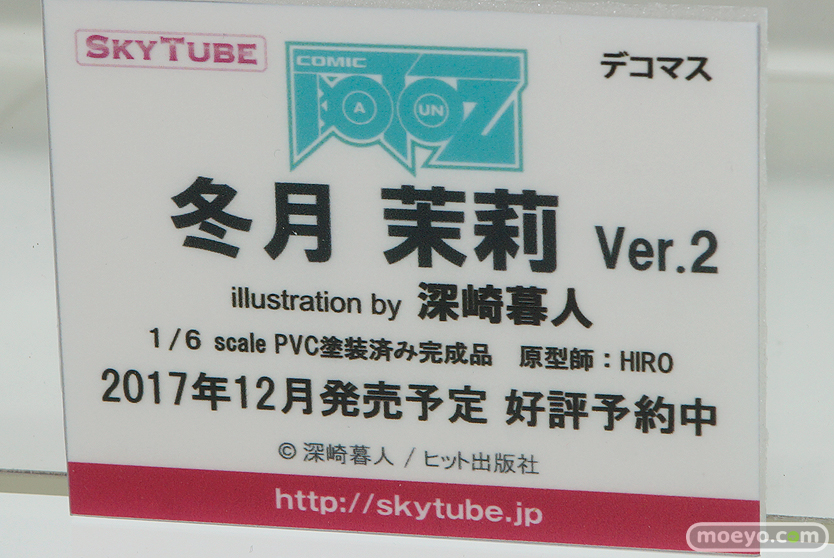 SKYTUBE
デコマス
COMIC
A UN
冬月 茉莉 Ver.2
illustration by 深崎暮人
1/6 scale PVC塗装済み完成品 原型師:HIRO
2017年12月発売予定 好評予約中
© 深崎暮人 / ヒット出版社
http://skytube.jp
moeyo.com